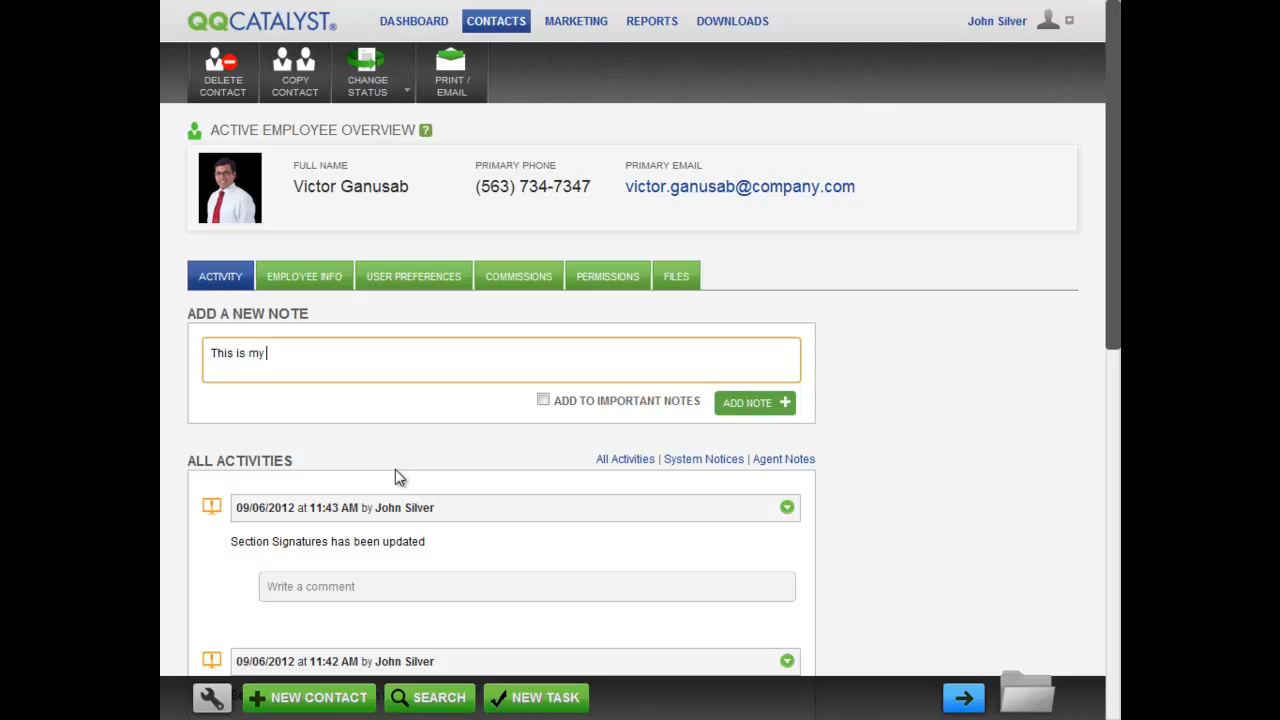 QQCATALYST®
DASHBOARD CONTACTS MARKETING REPORTS DOWNLOADS John Silver
DELETE CONTACT
COPY CONTACT
CHANGE STATUS
PRINT / EMAIL
ACTIVE EMPLOYEE OVERVIEW ?
FULL NAME PRIMARY PHONE PRIMARY EMAIL
Victor Ganusab (563) 734-7347 victor.ganusab@company.com
ACTIVITY EMPLOYEE INFO USER PREFERENCES COMMISSIONS PERMISSIONS FILES
ADD A NEW NOTE
This is my
ADD TO IMPORTANT NOTES ADD NOTE +
ALL ACTIVITIES All Activities | System Notices | Agent Notes
09/06/2012 at 11:43 AM by John Silver
Section Signatures has been updated
Write a comment
09/06/2012 at 11:42 AM by John Silver
NEW CONTACT SEARCH NEW TASK